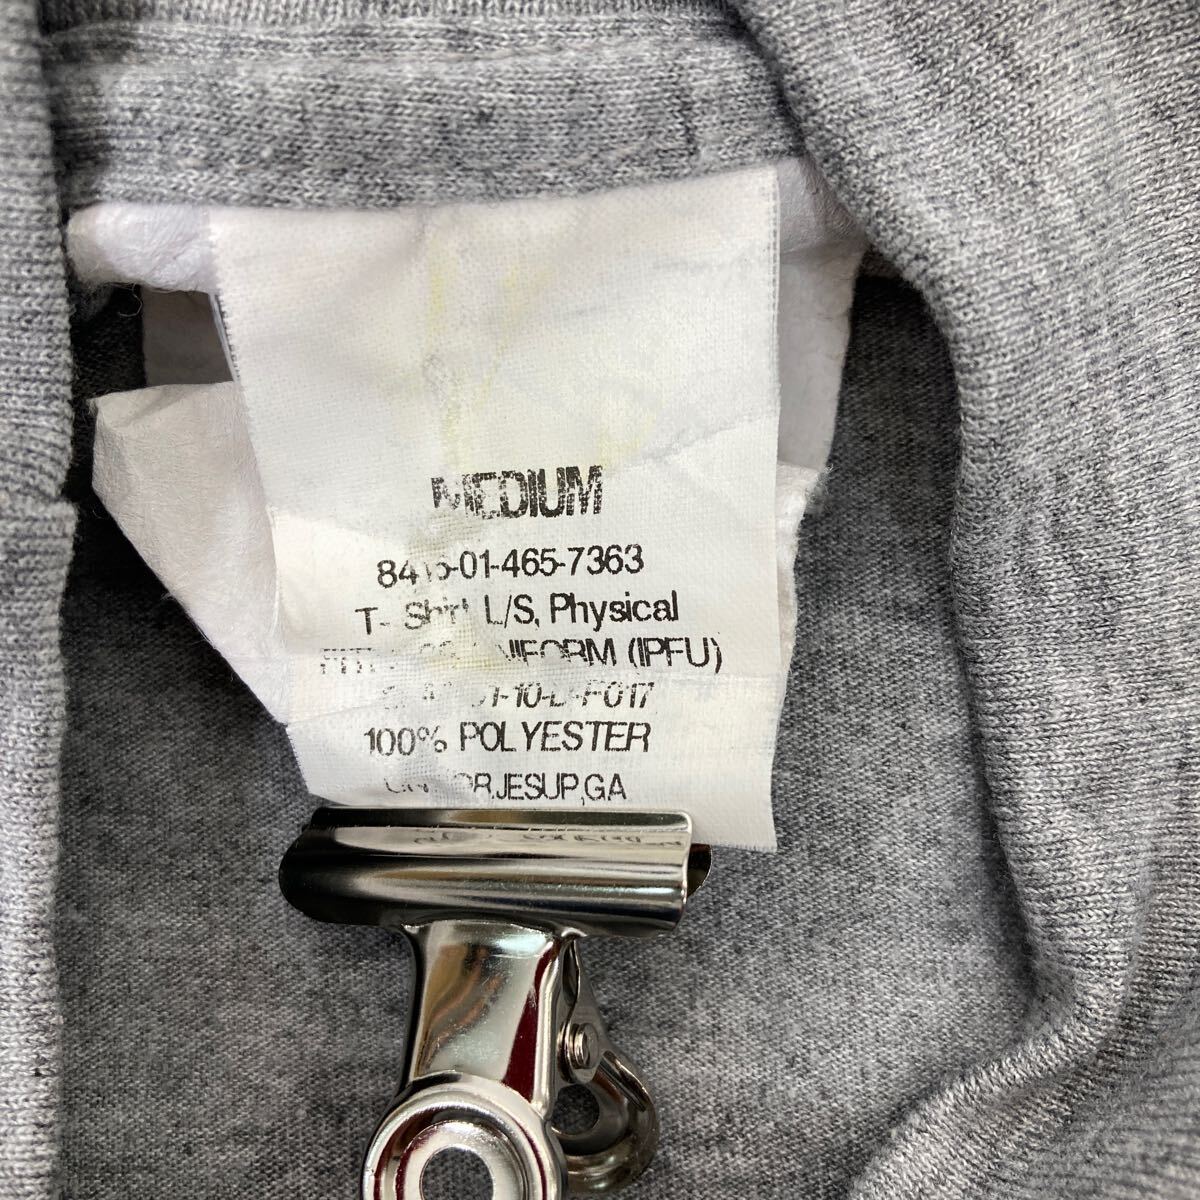 MEDIUM
8415-01-465-7363
T-Shirt L/S, Physical
UNIFORM (IPFU)
100% POLYESTER
JESUP,GA